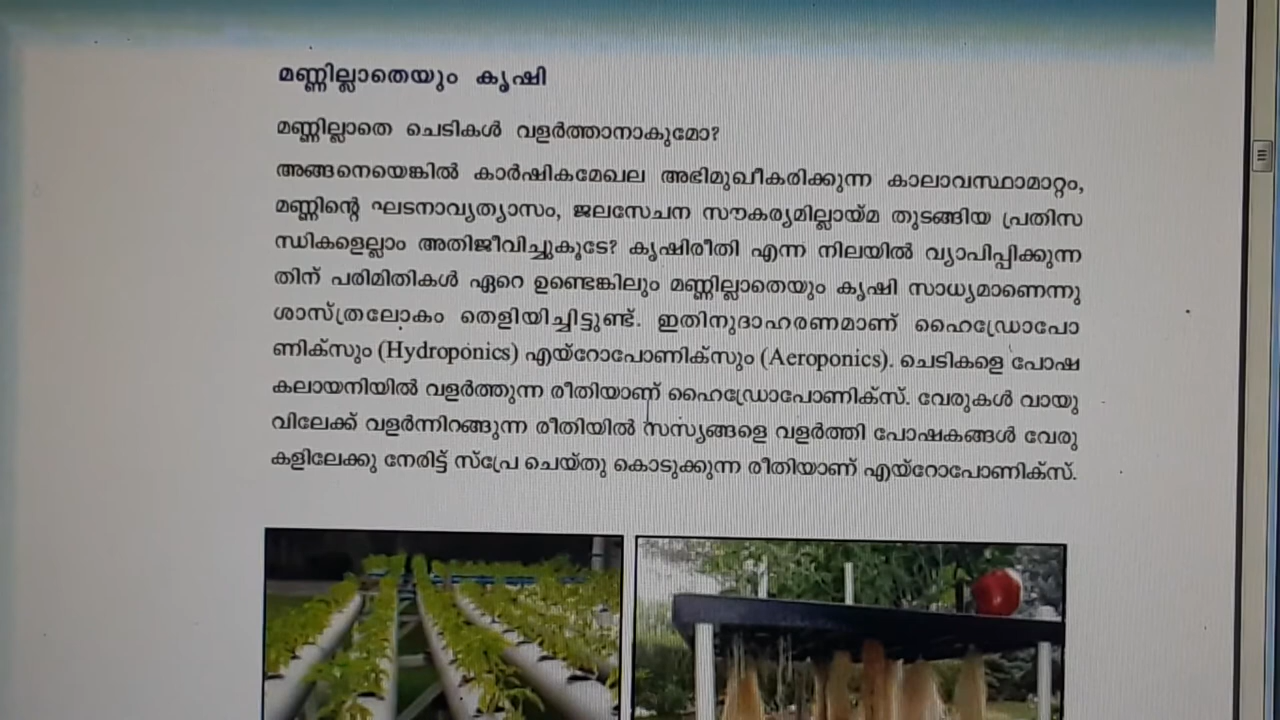 മണ്ണില്ലാതെയും കൃഷി
മണ്ണില്ലാതെ ചെടികൾ വളർത്താനാകുമോ?
അങ്ങനെയെങ്കിൽ കാർഷികമേഖല അഭിമുഖീകരിക്കുന്ന കാലാവസ്ഥാമാറ്റം,
മണ്ണിന്റെ ഘടനാവ്യത്യാസം, ജലസേചന സൗകര്യമില്ലായ്മ തുടങ്ങിയ പ്രതിസ
ന്ധികളെല്ലാം അതിജീവിച്ചുകൂടേ? കൃഷിരീതി എന്ന നിലയിൽ വ്യാപിപ്പിക്കുന്ന
തിന് പരിമിതികൾ ഏറെ ഉണ്ടെങ്കിലും മണ്ണില്ലാതെയും കൃഷി സാധ്യമാണെന്നു
ശാസ്ത്രലോകം തെളിയിച്ചിട്ടുണ്ട്. ഇതിനുദാഹരണമാണ് ഹൈഡ്രോപോ
ണിക്സും (Hydroponics) എയ്റോപോണിക്സും (Aeroponics). ചെടികളെ പോഷ
കലായനിയിൽ വളർത്തുന്ന രീതിയാണ് ഹൈഡ്രോപോണിക്സ്. വേരുകൾ വായു
വിലേക്ക് വളർന്നിറങ്ങുന്ന രീതിയിൽ സസ്യങ്ങളെ വളർത്തി പോഷകങ്ങൾ വേരു
കളിലേക്കു നേരിട്ട് സ്പ്രേ ചെയ്തു കൊടുക്കുന്ന രീതിയാണ് എയ്റോപോണിക്സ്.